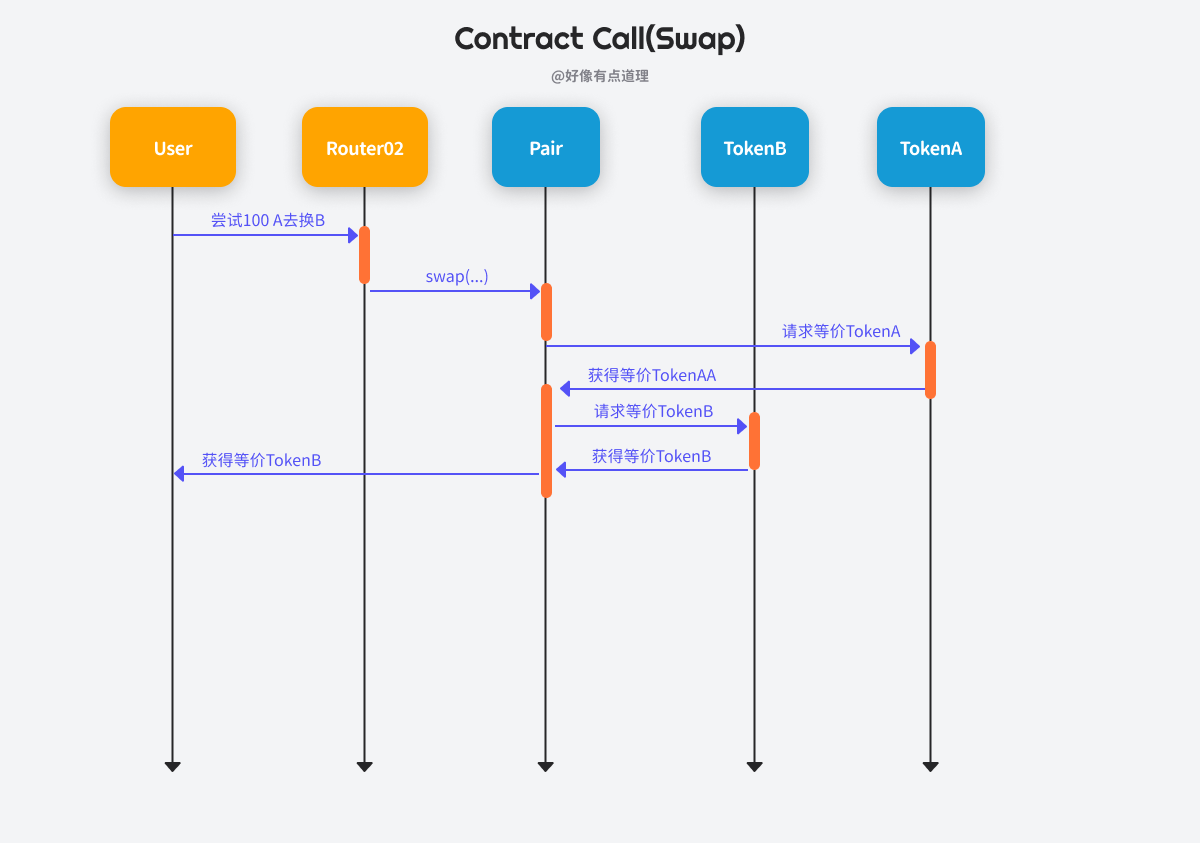 Contract Call(Swap)
@好像有点道理
User
Router02
Pair
TokenB
TokenA
尝试100 A去换B
swap(...)
请求等价TokenA
获得等价TokenAA
请求等价TokenB
获得等价TokenB
获得等价TokenB